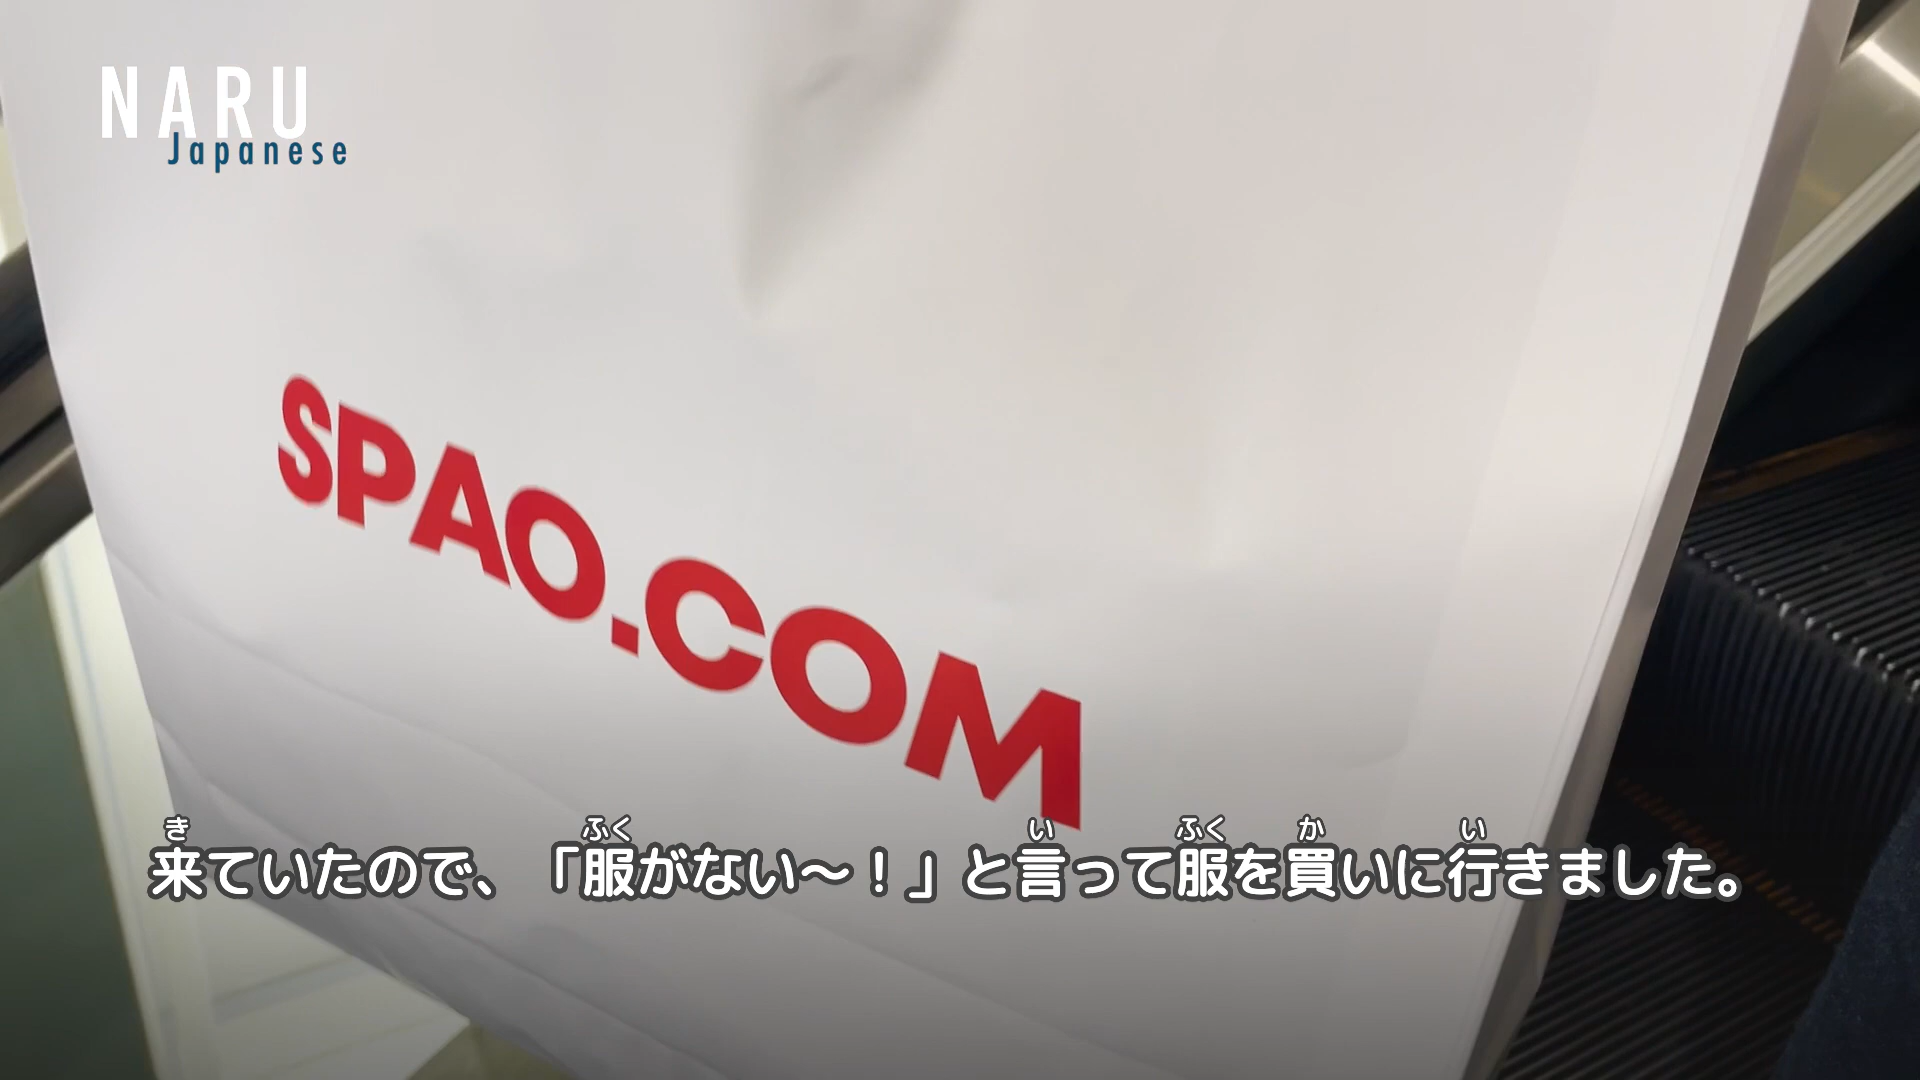 NARU
Japanese
SPAO.COM
き ふく い ふく か い
来ていたので、「服がない～！」と言って服を買いに行きました。